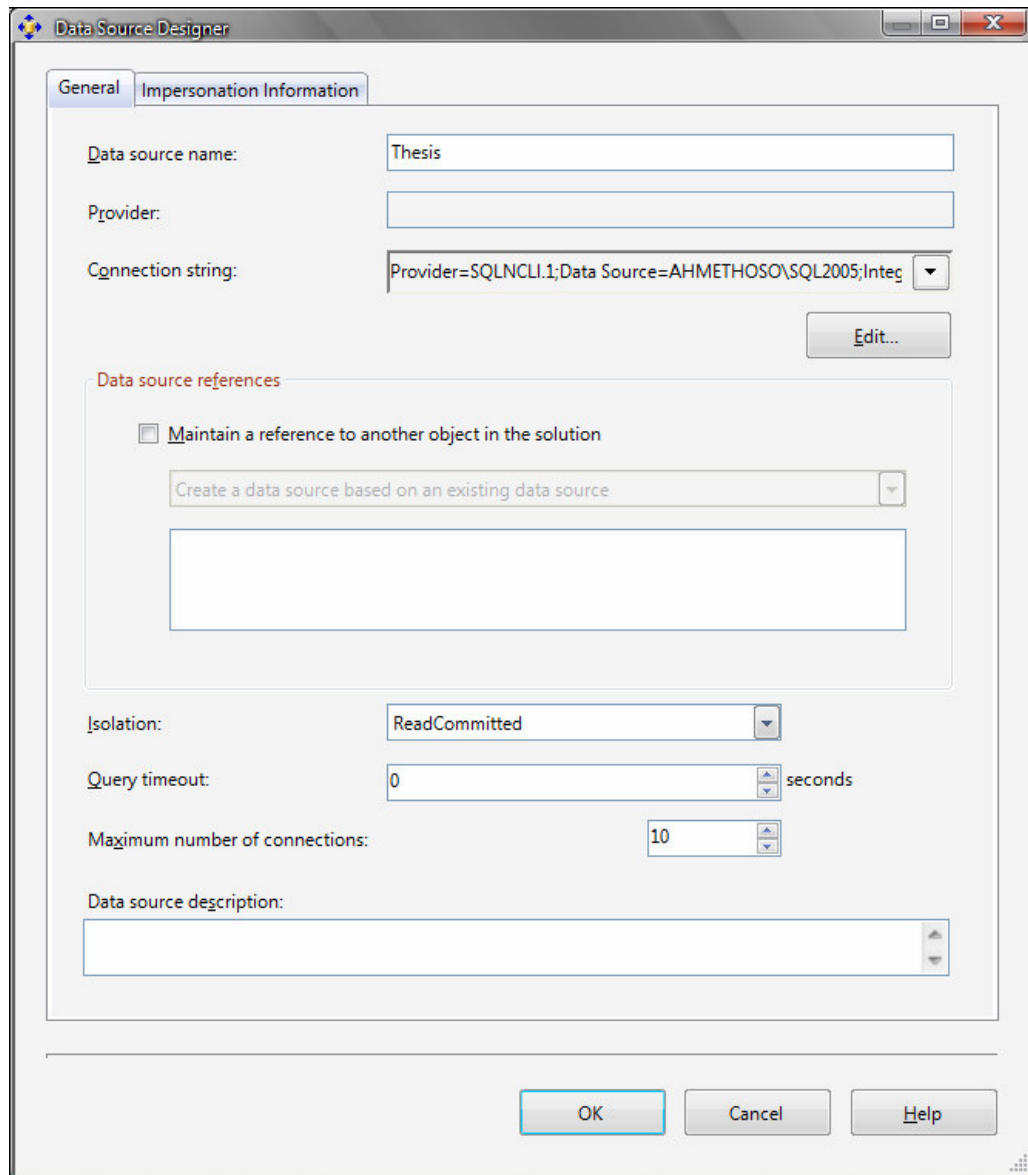 Data Source Designer
General Impersonation Information
Data source name: Thesis
Provider:
Connection string: Provider=SQLNCLI.1;Data Source=AHMETHOSO\SQL2005;Integ
Edit...
Data source references
Maintain a reference to another object in the solution
Create a data source based on an existing data source
Isolation: ReadCommitted
Query timeout: 0 seconds
Maximum number of connections: 10
Data source description:
OK Cancel Help